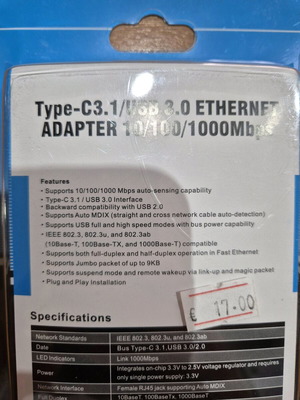 Type-C3.1/USB 3.0 ETHERNET
ADAPTER 10/100/1000Mbps
Features
• Supports 10/100/1000 Mbps auto-sensing capability
• Type-C 3.1 / USB 3.0 Interface
• Backward compatibility with USB 2.0
• Supports Auto MDIX (straight and cross network cable auto-detection)
• Supports USB full and high speed modes with bus power capability
• IEEE 802.3, 802.3u, and 802.3ab
(10Base-T, 100Base-TX, and 1000Base-T) compatible
• Supports both full-duplex and half-duplex operation in Fast Ethernet
• Supports Jumbo packet of up to 9KB
• Supports suspend mode and remote wakeup via link-up and magic packet
• Plug and Play Installation
€ 17.00
Specifications
Network Standards IEEE 802.3, 802.3u, and 802.3ab
Date Bus Type-C 3.1,USB 3.0/2.0
LED Indicators Link 1000Mbps
Power Integrates on-chip 3.3V to 2.5V voltage regulator and requires
only single power supply: 3.3V
Network Interface Female RJ45 jack supporting Auto MDIX
Full Duplex 10BaseT, 100BaseTx, 1000BaseT